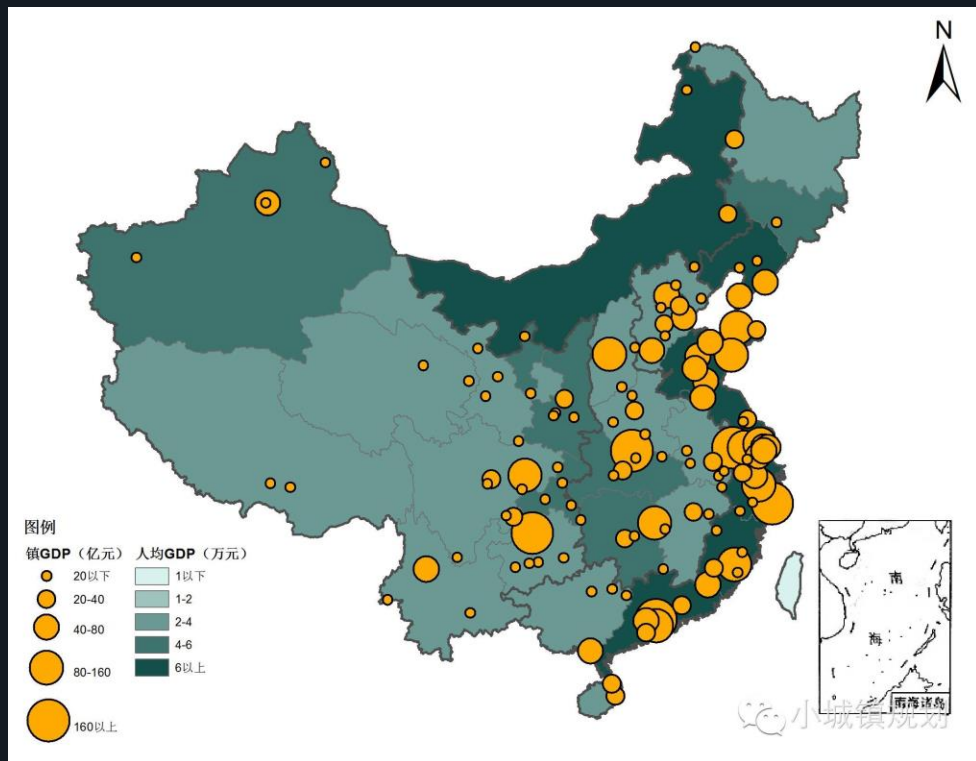 N
图例
镇GDP（亿元） 人均GDP（万元）
20以下 1以下
20-40 1-2
40-80 2-4
80-160 4-6
160以上 6以上
南
海
南海诸岛
小城镇规划